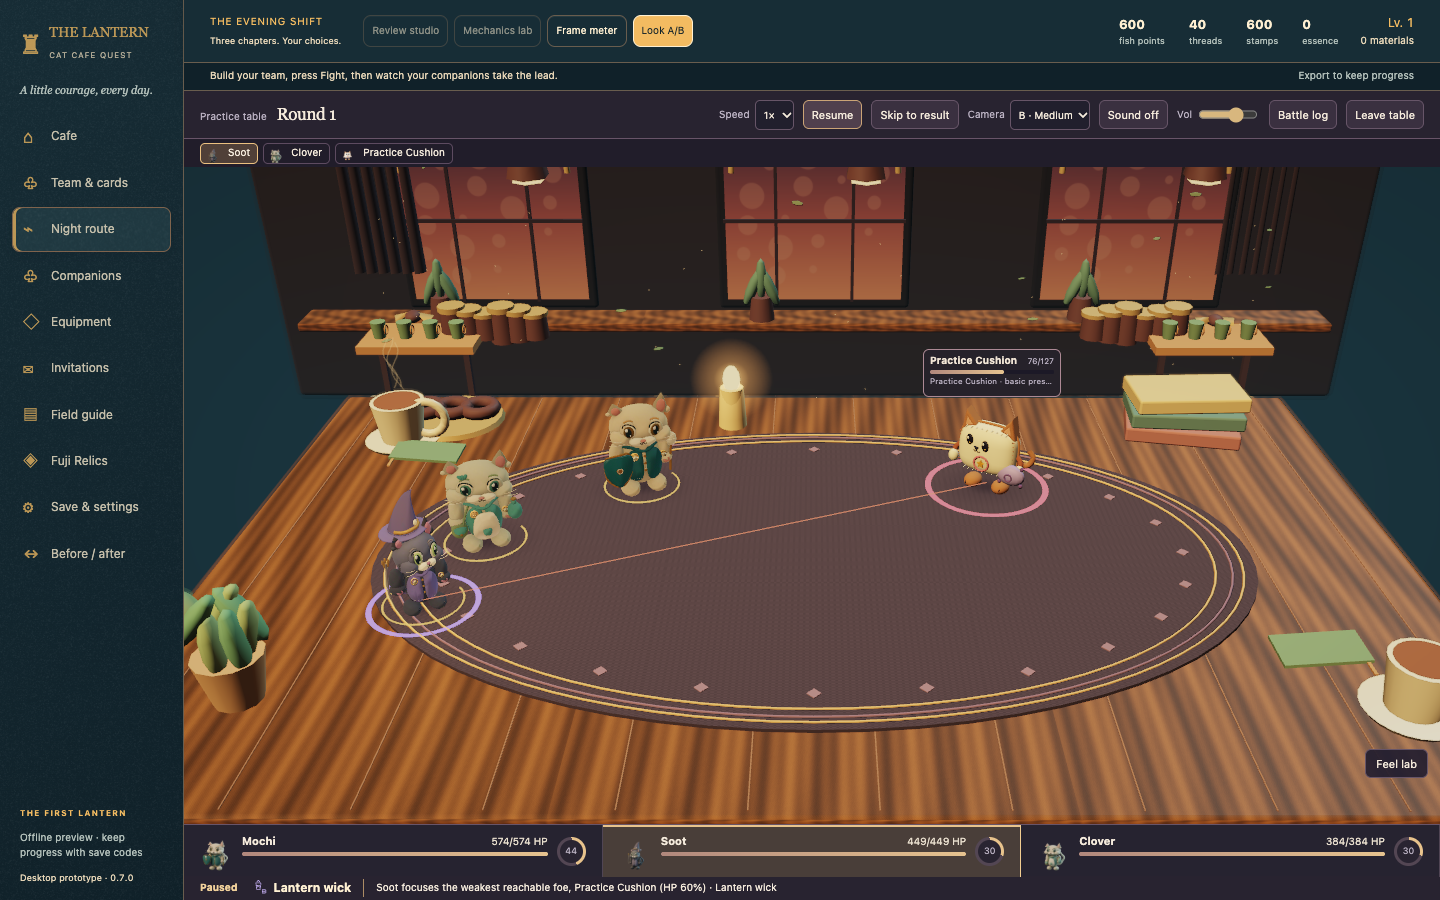 THE LANTERN
CAT CAFE QUEST
A little courage, every day.
Cafe
Team & cards
Night route
Companions
Equipment
Invitations
Field guide
Fuji Relics
Save & settings
Before / after
THE FIRST LANTERN
Offline preview · keep
progress with save codes
Desktop prototype · 0.7.0
THE EVENING SHIFT
Three chapters. Your choices.
Review studio
Mechanics lab
Frame meter
Look A/B
600
fish points
40
threads
600
stamps
0
essence
Lv. 1
0 materials
Build your team, press Fight, then watch your companions take the lead.
Export to keep progress
Practice table
Round 1
Speed
1x
Resume
Skip to result
Camera
B · Medium
Sound off
Vol
Battle log
Leave table
Soot
Clover
Practice Cushion
Practice Cushion 76/127
Practice Cushion · basic pres...
Feel lab
Mochi
574/574 HP
44
Soot
449/449 HP
30
Clover
384/384 HP
30
Paused
Lantern wick
Soot focuses the weakest reachable foe, Practice Cushion (HP 60%) · Lantern wick